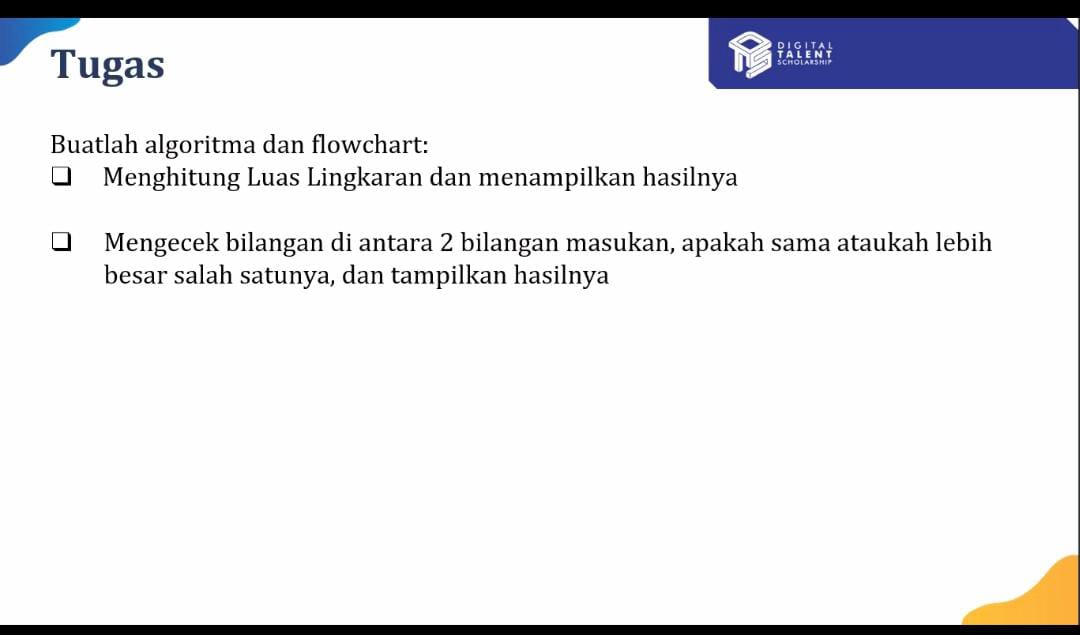 Tugas
DIGITAL
TALENT
SCHOLARSHIP
Buatlah algoritma dan flowchart:
❑ Menghitung Luas Lingkaran dan menampilkan hasilnya
❑ Mengecek bilangan di antara 2 bilangan masukan, apakah sama ataukah lebih
besar salah satunya, dan tampilkan hasilnya